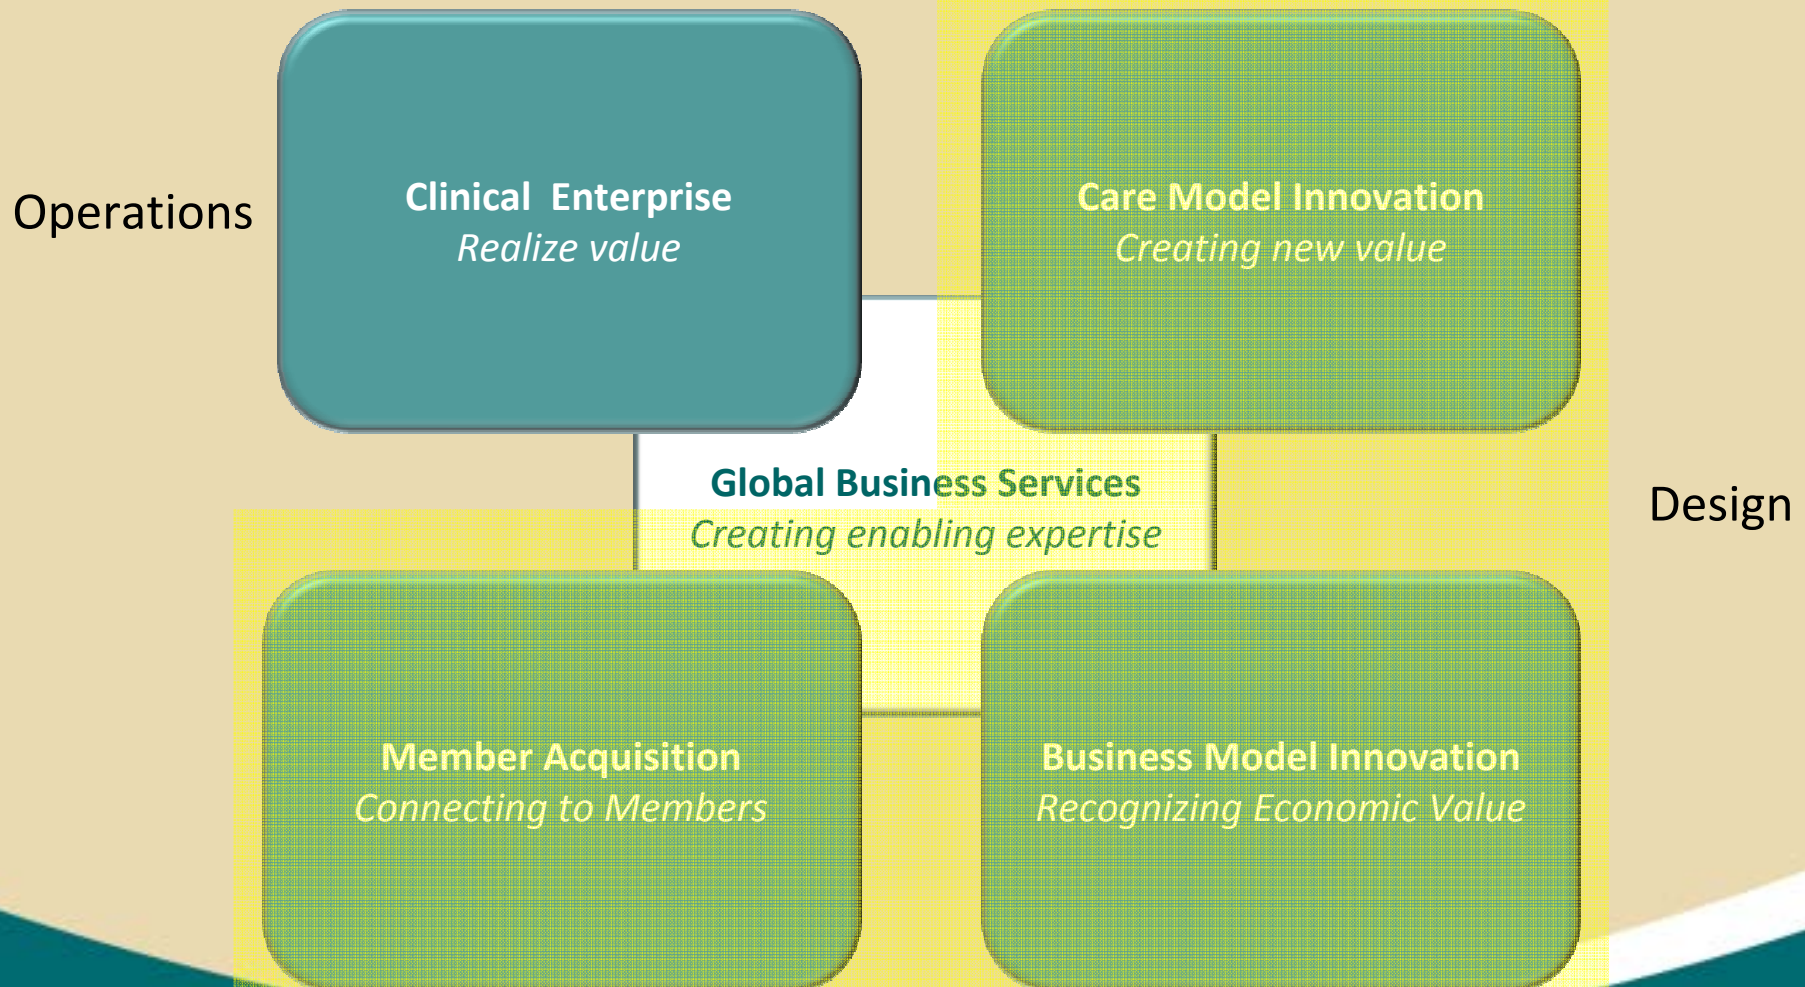 Operations
Clinical  Enterprise
Realize value
Care Model Innovation
Creating new value
Global Business Services
Creating enabling expertise
Design
Member Acquisition
Connecting to Members
Business Model Innovation
Recognizing Economic Value